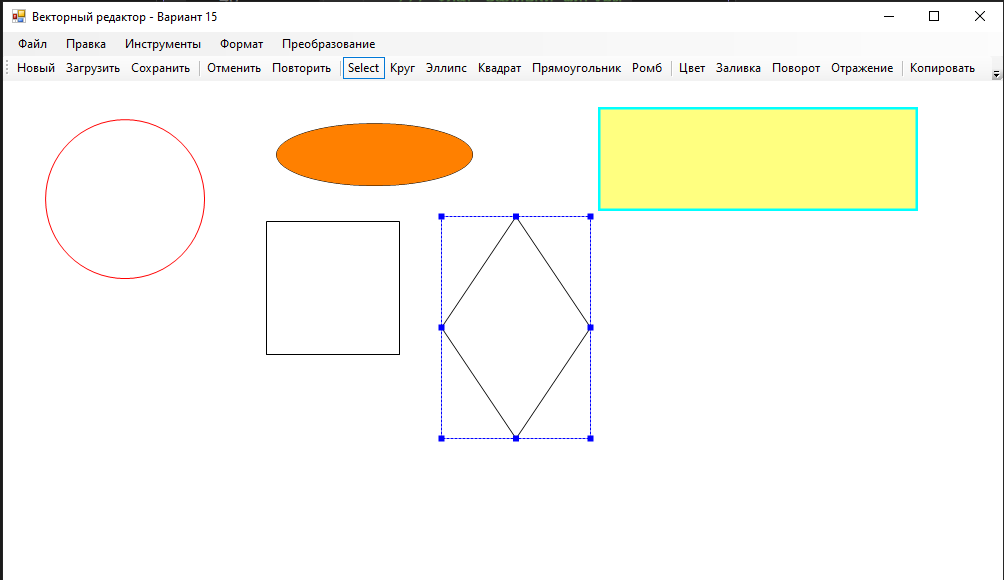 Векторный редактор - Вариант 15
Файл Правка Инструменты Формат Преобразование
Новый Загрузить Сохранить Отменить Повторить Select Круг Эллипс Квадрат Прямоугольник Ромб Цвет Заливка Поворот Отражение Копировать